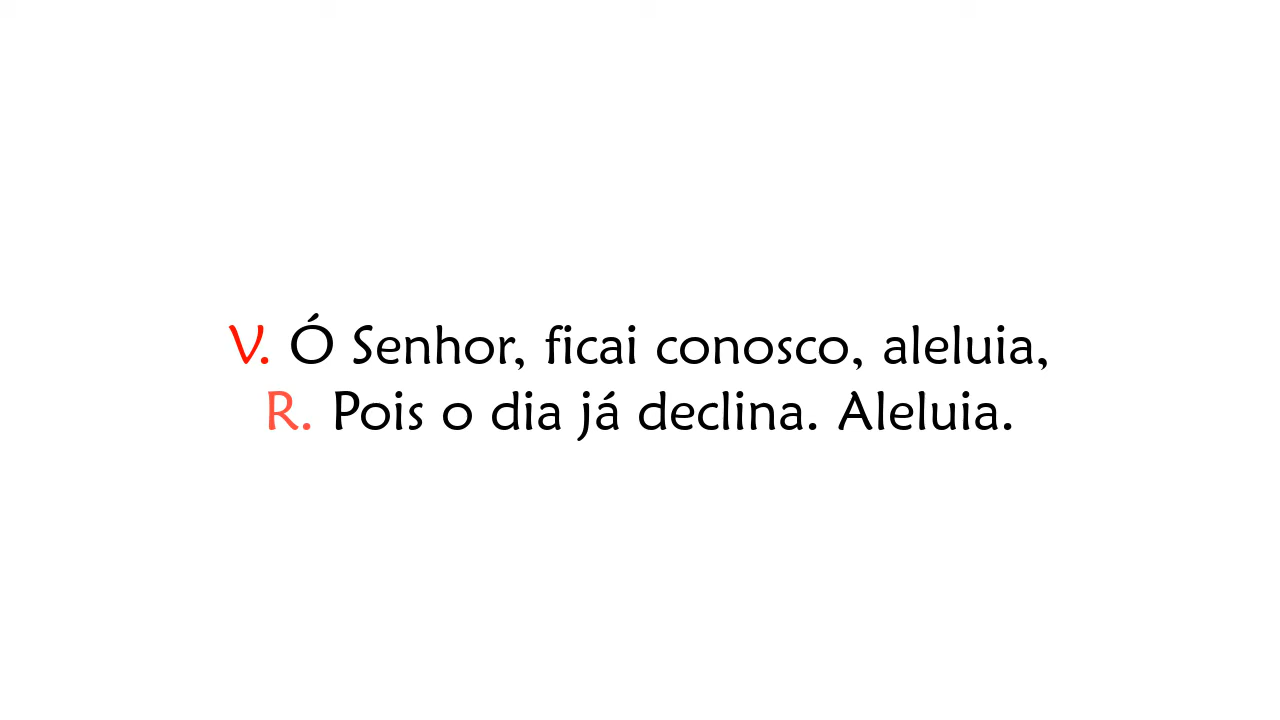 V. Ó Senhor, ficai conosco, aleluia,
R. Pois o dia já declina. Aleluia.